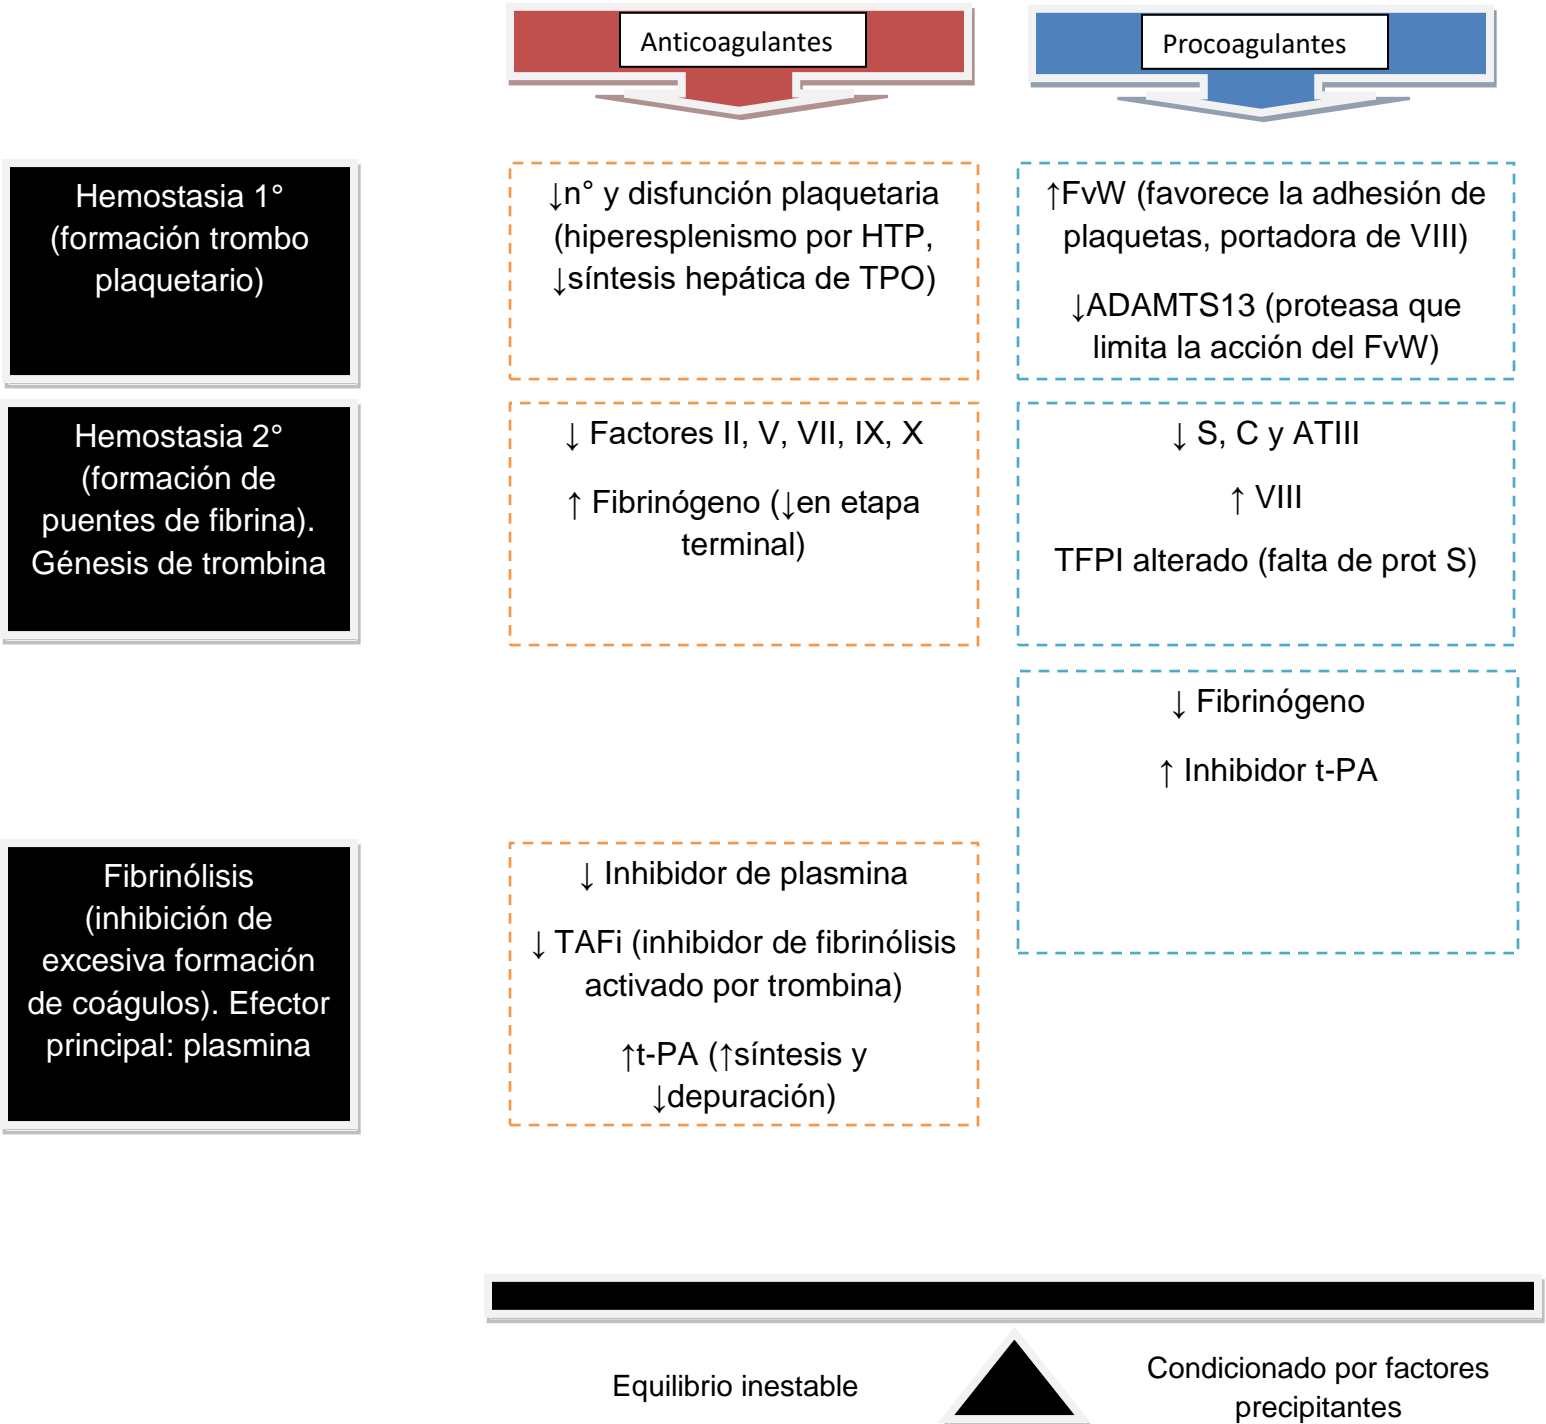 Anticoagulantes
Procoagulantes
Hemostasia 1°
(formación trombo
plaquetario)
↓n° y disfunción plaquetaria
(hiperesplenismo por HTP,
↓síntesis hepática de TPO)
↑FvW (favorece la adhesión de
plaquetas, portadora de VIII)
↓ADAMTS13 (proteasa que
limita la acción del FvW)
Hemostasia 2°
(formación de
puentes de fibrina).
Génesis de trombina
↓ Factores II, V, VII, IX, X
↑ Fibrinógeno (↓en etapa
terminal)
↓ S, C y ATIII
↑ VIII
TFPI alterado (falta de prot S)
↓ Fibrinógeno
↑ Inhibidor t-PA
Fibrinólisis
(inhibición de
excesiva formación
de coágulos). Efector
principal: plasmina
↓ Inhibidor de plasmina
↓ TAFi (inhibidor de fibrinólisis
activado por trombina)
↑t-PA (↑síntesis y
↓depuración)
Equilibrio inestable
Condicionado por factores
precipitantes